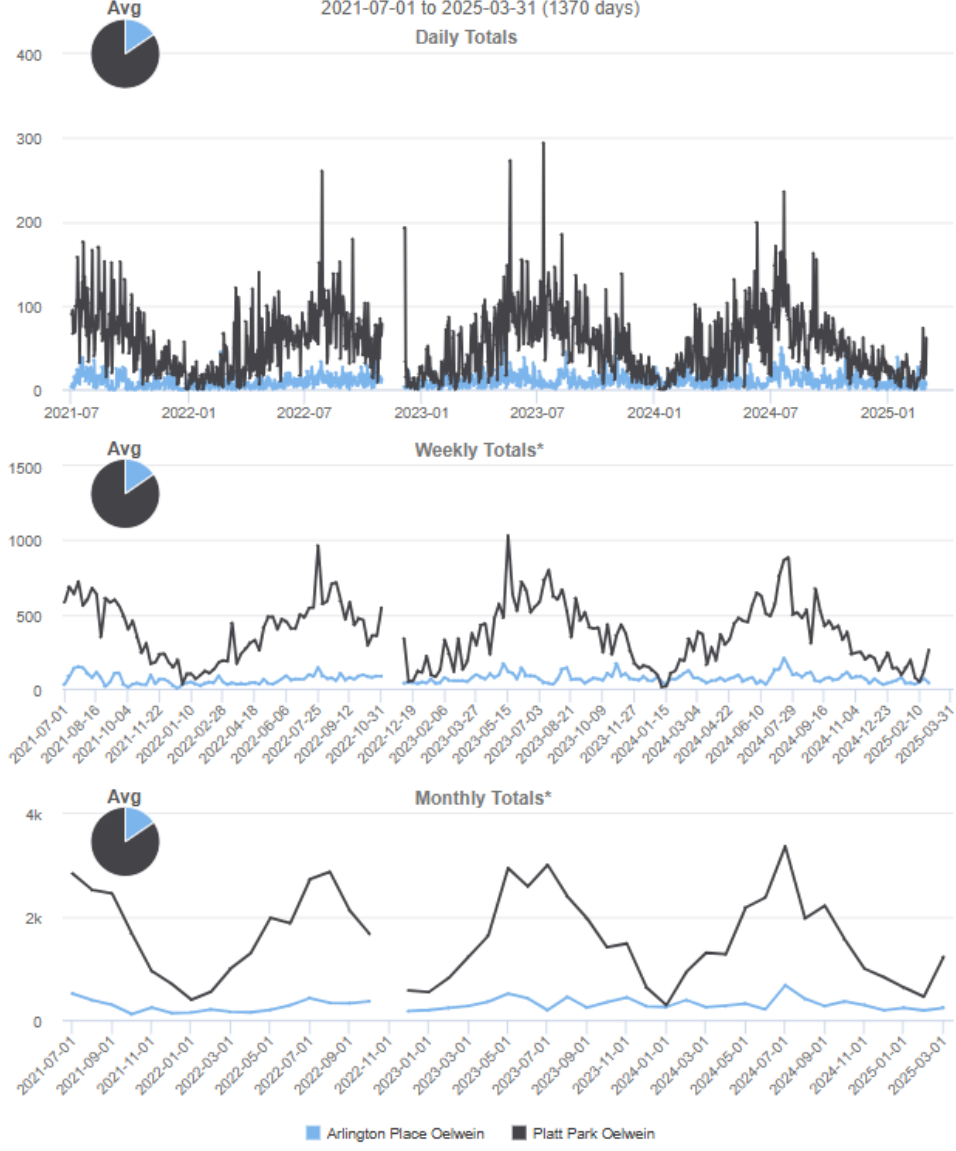 Avg
2021-07-01 to 2025-03-31 (1370 days)
Daily Totals
400
300
200
100
0
2021-07 2022-01 2022-07 2023-01 2023-07 2024-01 2024-07 2025-01
Avg
Weekly Totals*
1500
1000
500
0
2021-07-01 2021-08-16 2021-10-04 2021-11-22 2022-01-10 2022-02-28 2022-04-18 2022-06-06 2022-07-25 2022-09-12 2022-10-31 2022-12-19 2023-02-06 2023-03-27 2023-05-15 2023-07-03 2023-08-21 2023-10-09 2023-11-27 2024-01-15 2024-03-04 2024-04-22 2024-06-10 2024-07-29 2024-09-16 2024-11-04 2024-12-23 2025-02-10 2025-03-31
Avg
Monthly Totals*
4k
2k
0
2021-07-01 2021-09-01 2021-11-01 2022-01-01 2022-03-01 2022-05-01 2022-07-01 2022-09-01 2022-11-01 2023-01-01 2023-03-01 2023-05-01 2023-07-01 2023-09-01 2023-11-01 2024-01-01 2024-03-01 2024-05-01 2024-07-01 2024-09-01 2024-11-01 2025-01-01 2025-03-01
Arlington Place Oelwein Platt Park Oelwein